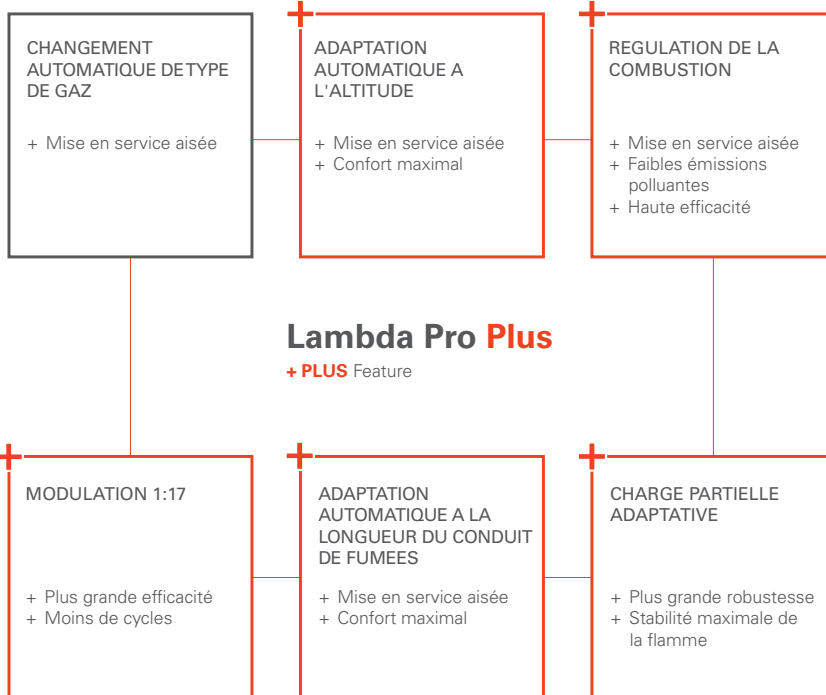 CHANGEMENT
AUTOMATIQUE DE TYPE
DE GAZ
+ Mise en service aisée
ADAPTATION
AUTOMATIQUE A
L'ALTITUDE
+ Mise en service aisée
+ Confort maximal
REGULATION DE LA
COMBUSTION
+ Mise en service aisée
+ Faibles émissions
polluantes
+ Haute efficacité
Lambda Pro Plus
+ PLUS Feature
MODULATION 1:17
+ Plus grande efficacité
+ Moins de cycles
ADAPTATION
AUTOMATIQUE A LA
LONGUEUR DU CONDUIT
DE FUMEES
+ Mise en service aisée
+ Confort maximal
CHARGE PARTIELLE
ADAPTATIVE
+ Plus grande robustesse
+ Stabilité maximale de
la flamme